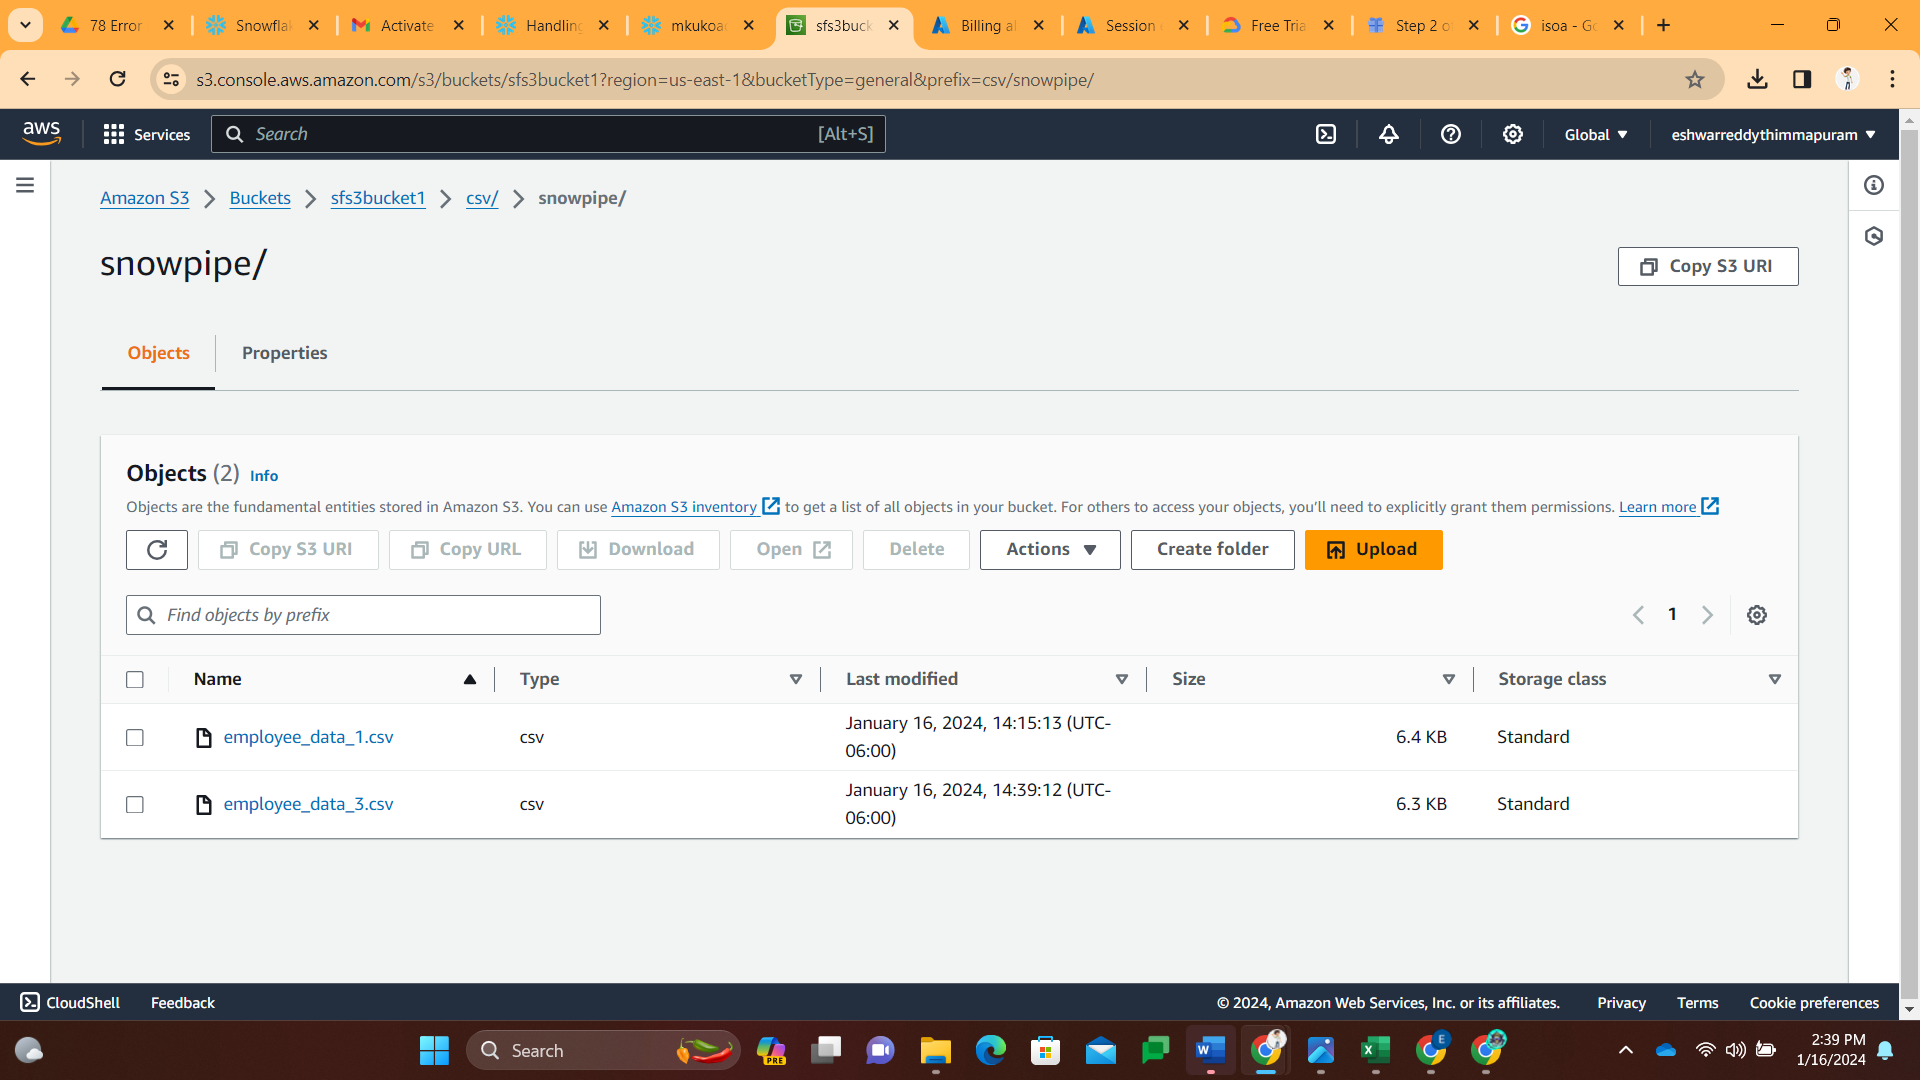 78 Error
Snowflak
Activate
Handling
mkukoac
sfs3buck
Billing al
Session
Free Tria
Step 2 o
isoa - Go
s3.console.aws.amazon.com/s3/buckets/sfs3bucket1?region=us-east-1&bucketType=general&prefix=csv/snowpipe/
aws
Services
Search
[Alt+S]
Global
eshwarreddythimmapuram
Amazon S3
Buckets
sfs3bucket1
csv/
snowpipe/
snowpipe/
Copy S3 URI
Objects
Properties
Objects (2) Info
Objects are the fundamental entities stored in Amazon S3. You can use Amazon S3 inventory to get a list of all objects in your bucket. For others to access your objects, you'll need to explicitly grant them permissions. Learn more
Copy S3 URI
Copy URL
Download
Open
Delete
Actions
Create folder
Upload
Find objects by prefix
1
Name
Type
Last modified
Size
Storage class
employee_data_1.csv
csv
January 16, 2024, 14:15:13 (UTC-
06:00)
6.4 KB
Standard
employee_data_3.csv
csv
January 16, 2024, 14:39:12 (UTC-
06:00)
6.3 KB
Standard
CloudShell
Feedback
© 2024, Amazon Web Services, Inc. or its affiliates.
Privacy
Terms
Cookie preferences
Search
PRE
E
2:39 PM
1/16/2024